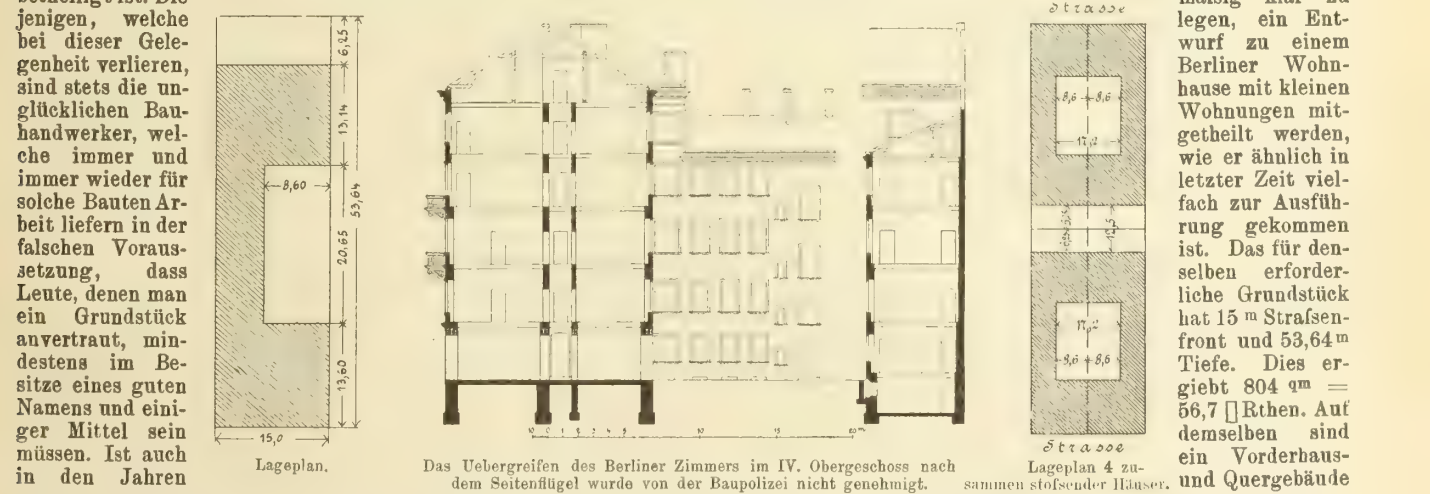 jenigen, welche
bei dieser Gele-
genheit verlieren,
sind stets die un-
glücklichen Bau-
handwerker, wel-
che immer und
immer wieder für
solche Bauten Ar-
beit liefern in der
falschen Voraus-
setzung, dass
Leute, denen man
ein Grundstück
anvertraut, min-
destens im Be-
sitze eines guten
Namens und eini-
ger Mittel sein
müssen. Ist auch
in den Jahren
6,25
13,14
8,60
53,64
20,65
13,60
15,0
Lageplan.
10
15
20m
Das Uebergreifen des Berliner Zimmers im IV. Obergeschoss nach
dem Seitenflügel wurde von der Baupolizei nicht genehmigt.
Strasse
8,6 8,6
17,2
12,5
17,2
8,6 8,6
Strasse
Lageplan 4 zu-
sammen stofsender Häuser.
legen, ein Ent-
wurf zu einem
Berliner Wohn-
hause mit kleinen
Wohnungen mit-
getheilt werden,
wie er ähnlich in
letzter Zeit viel-
fach zur Ausfüh-
rung gekommen
ist. Das für den-
selben erforder-
liche Grundstück
hat 15 m Strafsen-
front und 53,64 m
Tiefe. Dies er-
giebt 804 qm =
56,7 □Rthen. Auf
demselben sind
ein Vorderhaus-
und Quergebäude